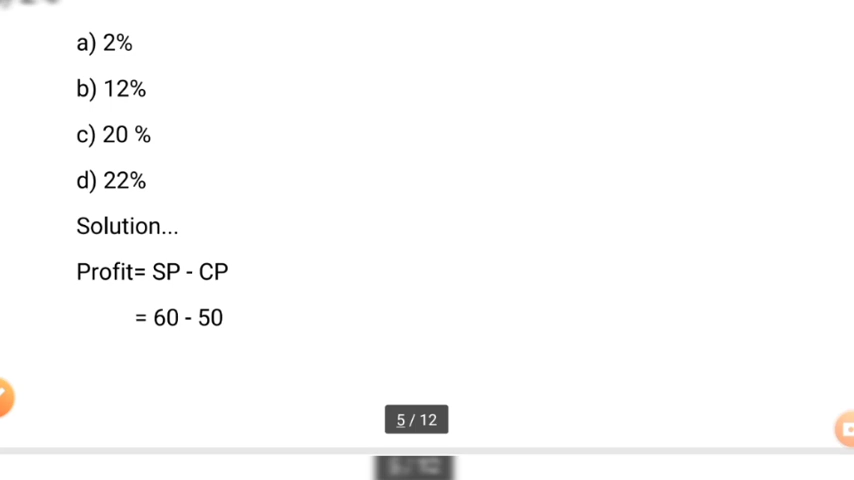 a) 2%
b) 12%
c) 20 %
d) 22%
Solution...
Profit= SP - CP
= 60 - 50
5 / 12